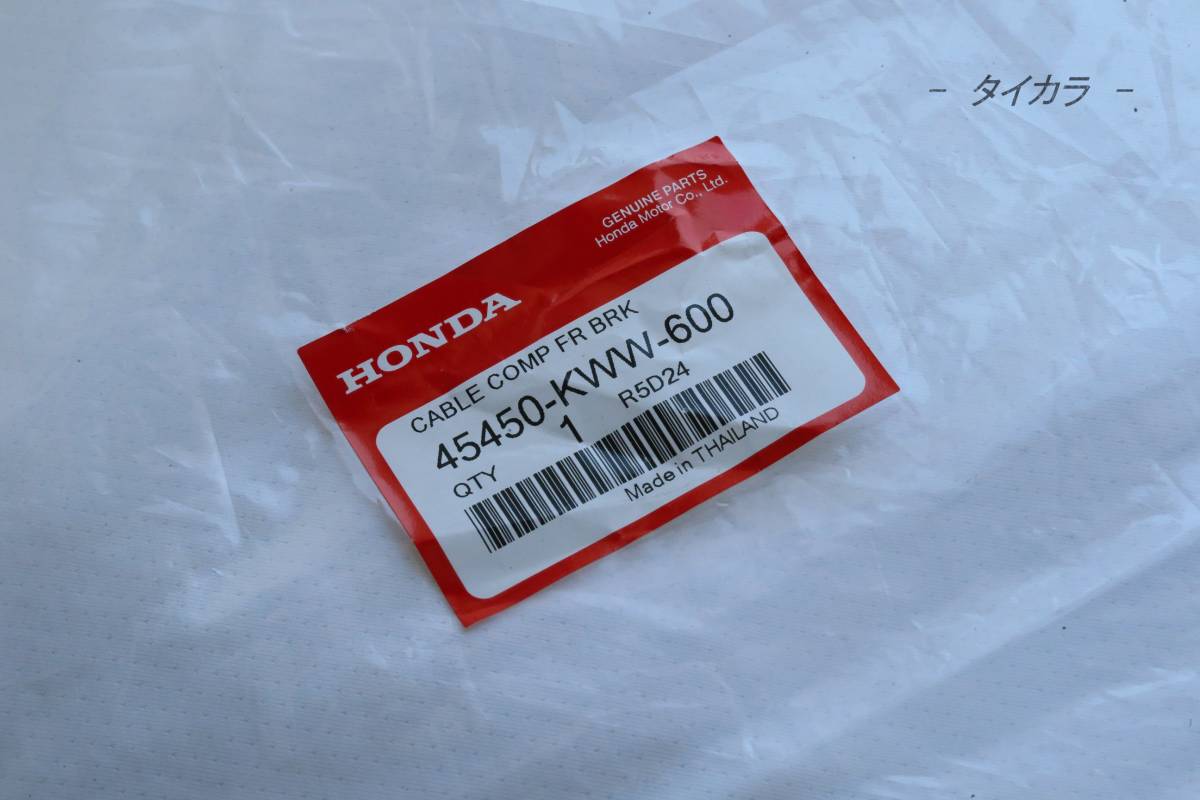 - タイカラ -
GENUINE PARTS
Honda Motor Co., Ltd.
HONDA
CABLE COMP FR BRK
45450-KWW-600
QTY 1 R5D24
Made in THAILAND